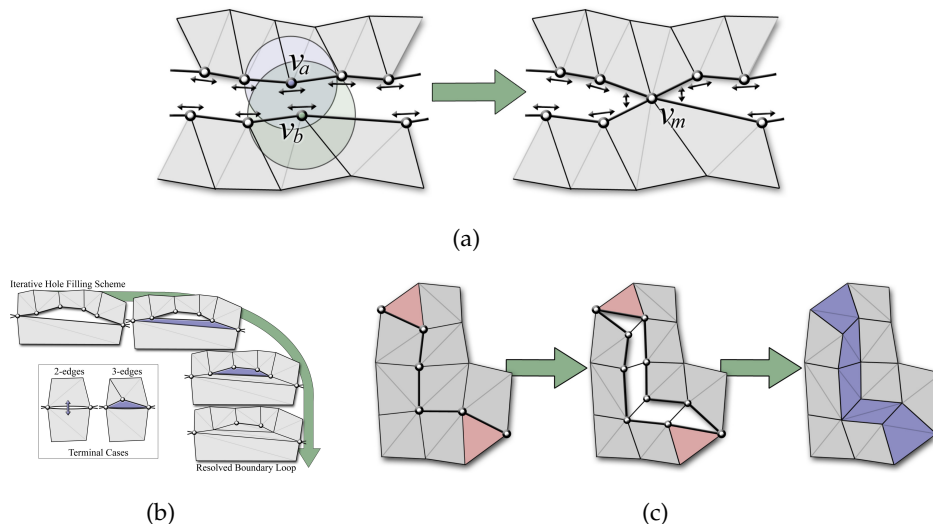 v_a
v_b
v_m
(a)
Iterative Hole Filling Scheme
2-edges 3-edges
Terminal Cases
Resolved Boundary Loop
(b)
(c)